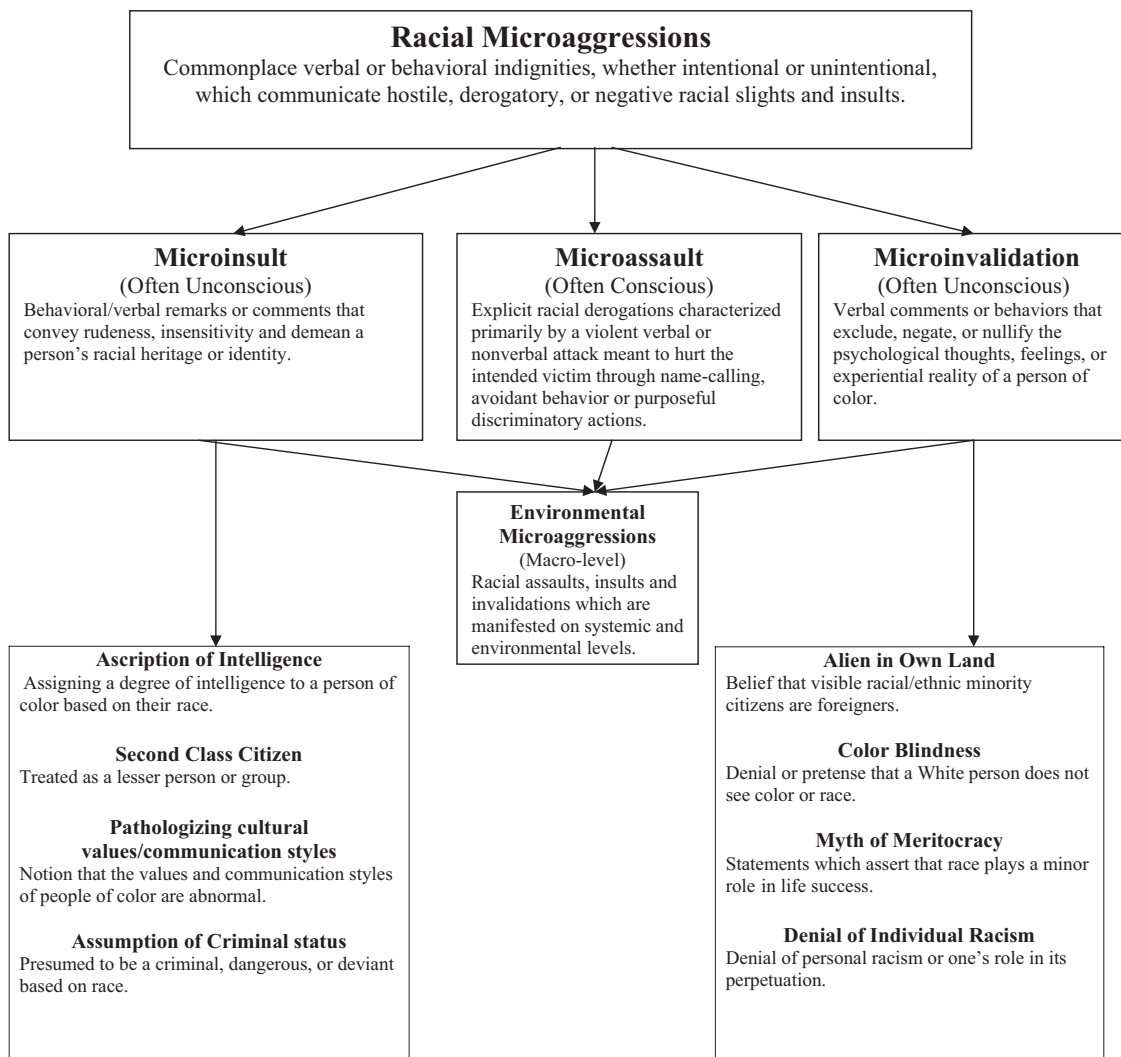 Racial Microaggressions
Commonplace verbal or behavioral indignities, whether intentional or unintentional,
which communicate hostile, derogatory, or negative racial slights and insults.
Microinsult
(Often Unconscious)
Behavioral/verbal remarks or comments that
convey rudeness, insensitivity and demean a
person's racial heritage or identity.
Microassault
(Often Conscious)
Explicit racial derogations characterized
primarily by a violent verbal or
nonverbal attack meant to hurt the
intended victim through name-calling,
avoidant behavior or purposeful
discriminatory actions.
Microinvalidation
(Often Unconscious)
Verbal comments or behaviors that
exclude, negate, or nullify the
psychological thoughts, feelings, or
experiential reality of a person of
color.
Environmental
Microaggressions
(Macro-level)
Racial assaults, insults and
invalidations which are
manifested on systemic and
environmental levels.
Ascription of Intelligence
Assigning a degree of intelligence to a person of
color based on their race.
Second Class Citizen
Treated as a lesser person or group.
Pathologizing cultural
values/communication styles
Notion that the values and communication styles
of people of color are abnormal.
Assumption of Criminal status
Presumed to be a criminal, dangerous, or deviant
based on race.
Alien in Own Land
Belief that visible racial/ethnic minority
citizens are foreigners.
Color Blindness
Denial or pretense that a White person does not
see color or race.
Myth of Meritocracy
Statements which assert that race plays a minor
role in life success.
Denial of Individual Racism
Denial of personal racism or one's role in its
perpetuation.